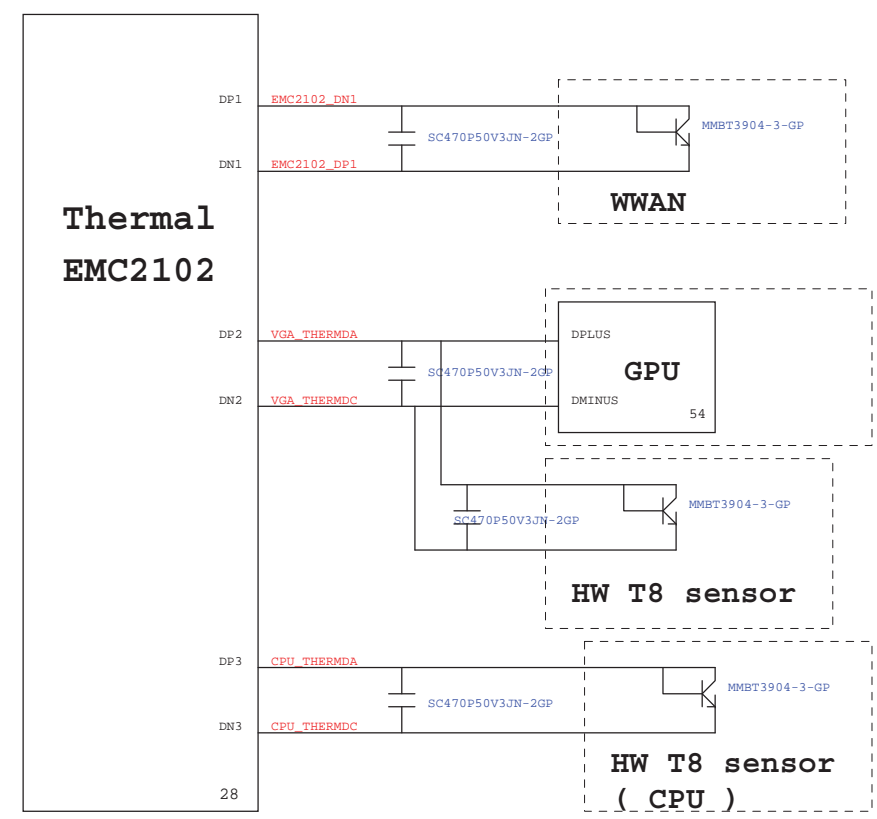 DP1 EMC2102_DN1
MMBT3904-3-GP
SC470P50V3JN-2GP
DN1 EMC2102_DP1
WWAN
Thermal
EMC2102
DP2 VGA_THERMDA DPLUS
GPU
SC470P50V3JN-2GP
DN2 VGA_THERMDC DMINUS
54
MMBT3904-3-GP
SC470P50V3JN-2GP
HW T8 sensor
DP3 CPU_THERMDA
MMBT3904-3-GP
SC470P50V3JN-2GP
DN3 CPU_THERMDC
HW T8 sensor
( CPU )
28